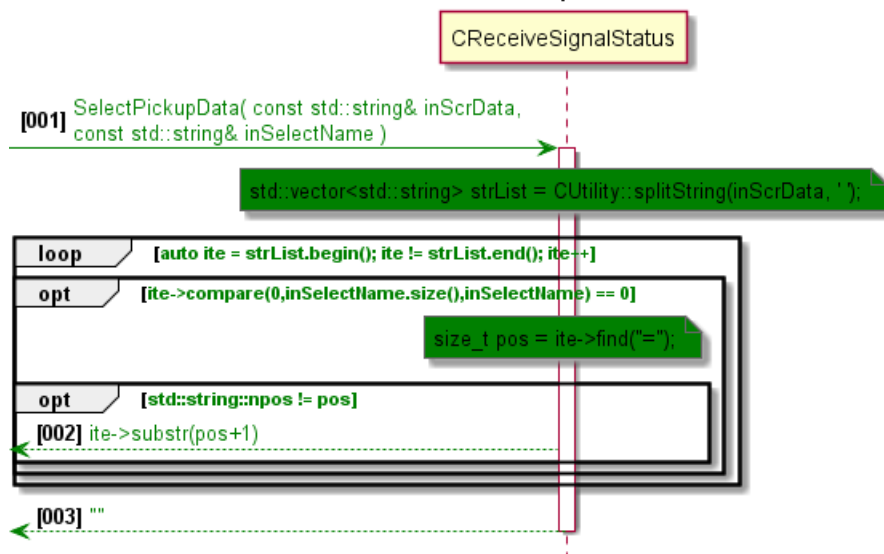 CReceiveSignalStatus
[001] SelectPickupData( const std::string& inScrData,
const std::string& inSelectName )
std::vector<std::string> strList = CUtility::splitString(inScrData, ' ');
loop [auto ite = strList.begin(); ite != strList.end(); ite++]
opt [ite->compare(0,inSelectName.size(),inSelectName) == 0]
size_t pos = ite->find("=");
opt [std::string::npos != pos]
[002] ite->substr(pos+1)
[003] ""